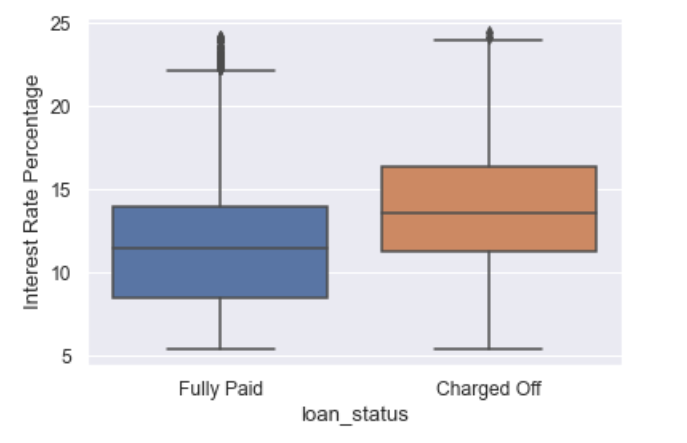 25
20
15
10
5
Interest Rate Percentage
Fully Paid
Charged Off
loan_status